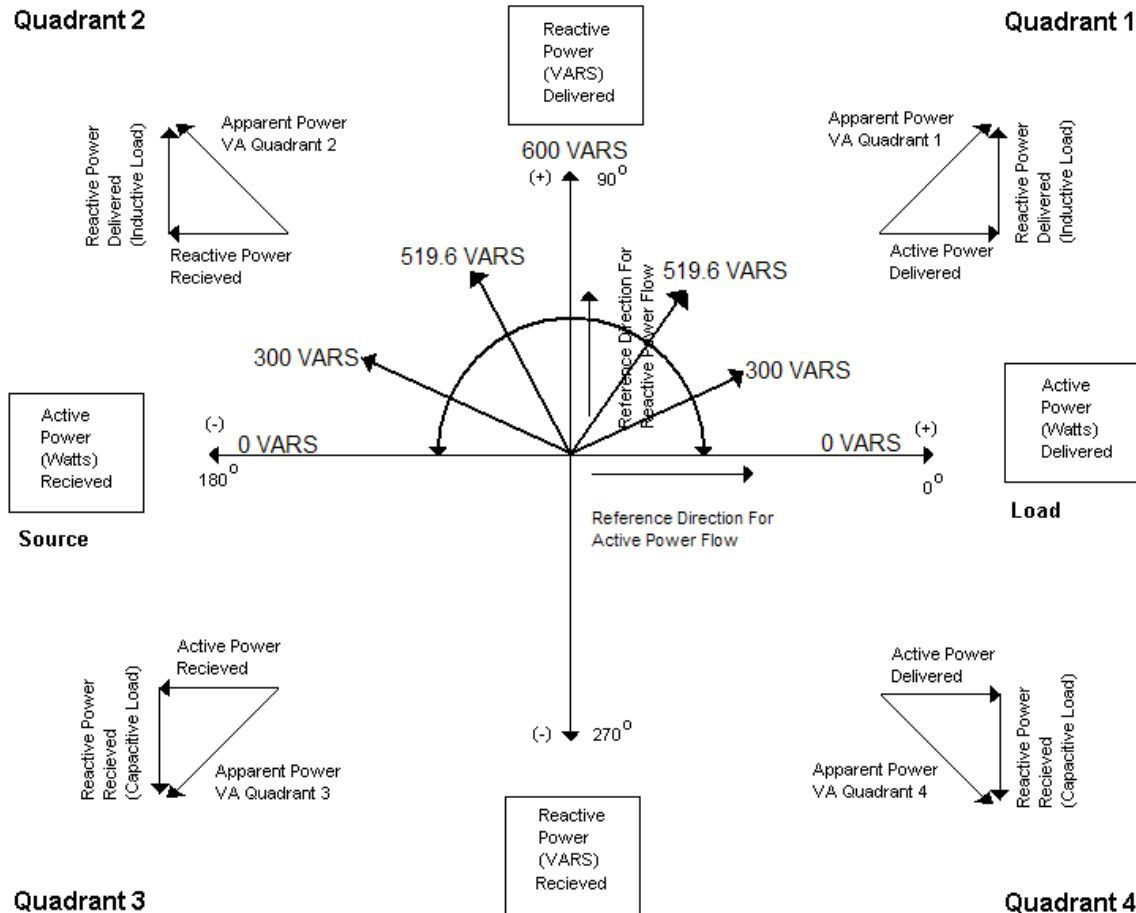 Quadrant 2
Quadrant 1
Reactive
Power
(VARS)
Delivered
Reactive Power
Delivered
(Inductive Load)
Apparent Power
VA Quadrant 2
Reactive Power
Recieved
600 VARS
(+)
90°
Apparent Power
VA Quadrant 1
Active Power
Delivered
Reactive Power
Delivered
(Inductive Load)
519.6 VARS
519.6 VARS
Reference Direction For
Reactive Power Flow
300 VARS
300 VARS
Active
Power
(Watts)
Recieved
Source
(-)
0 VARS
180°
0 VARS
(+)
0°
Active
Power
(Watts)
Delivered
Load
Reference Direction For
Active Power Flow
Active Power
Recieved
Reactive Power
Recieved
(Capacitive Load)
Apparent Power
VA Quadrant 3
(-)
270°
Active Power
Delivered
Apparent Power
VA Quadrant 4
Reactive Power
Recieved
(Capacitive Load)
Reactive
Power
(VARS)
Recieved
Quadrant 3
Quadrant 4